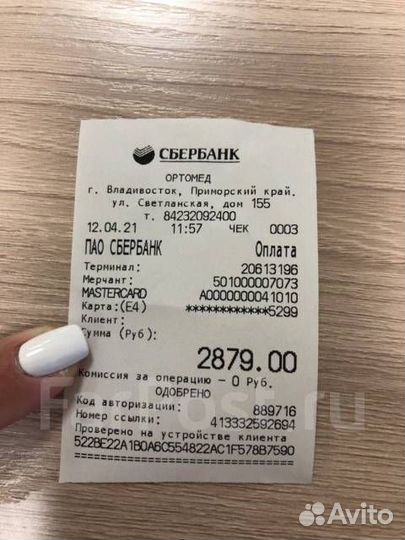 СБЕРБАНК
ОРТОМЕД
г. Владивосток, Приморский край.
ул. Светланская, дом 155
т. 84232092400
12.04.21 11:57 ЧЕК 0003
ПАО СБЕРБАНК Оплата
Терминал: 20613196
Мерчант: 501000007073
MASTERCARD A0000000041010
Карта:(E4) ************5299
Клиент:
Сумма (Руб):
2879.00
Комиссия за операцию - 0 Руб.
ОДОБРЕНО
Код авторизации: 889716
Номер ссылки: 413332592694
Проверено на устройстве клиента
522BE22A1B0A6C554822AC1F578B7590
================================
Avito